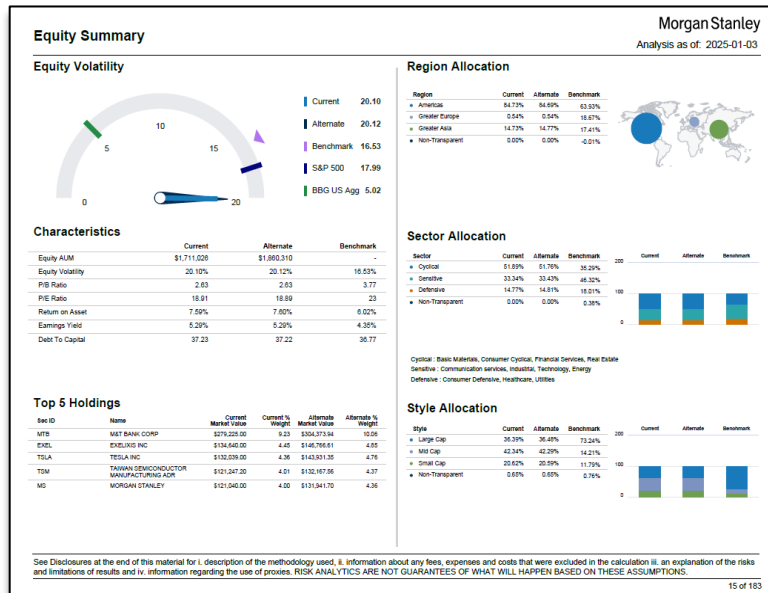 Morgan Stanley
Equity Summary
Analysis as of: 2025-01-03
Equity Volatility
0
5
10
15
20
Current 20.10
Alternate 20.12
Benchmark 16.53
S&P 500 17.99
BBG US Agg 5.02
Characteristics
Current Alternate Benchmark
Equity AUM $1,711,026 $1,860,310 -
Equity Volatility 20.10% 20.12% 16.53%
P/B Ratio 2.63 2.63 3.77
P/E Ratio 18.91 18.89 23
Return on Asset 7.59% 7.60% 6.02%
Earnings Yield 5.29% 5.29% 4.35%
Debt To Capital 37.23 37.22 36.77
Top 5 Holdings
Sec ID Name Current Market Value Current % Weight Alternate Market Value Alternate % Weight
MTB M&T BANK CORP $279,225.00 9.23 $304,373.94 10.06
EXEL EXELIXIS INC $134,640.00 4.45 $146,766.61 4.85
TSLA TESLA INC $132,039.00 4.36 $143,931.35 4.76
TSM TAIWAN SEMICONDUCTOR MANUFACTURING ADR $121,247.20 4.01 $132,167.56 4.37
MS MORGAN STANLEY $121,040.00 4.00 $131,941.70 4.36
Region Allocation
Region Current Alternate Benchmark
Americas 84.73% 84.69% 63.93%
Greater Europe 0.54% 0.54% 18.67%
Greater Asia 14.73% 14.77% 17.41%
Non-Transparent 0.00% 0.00% -0.01%
Sector Allocation
Sector Current Alternate Benchmark
Cyclical 51.89% 51.76% 35.29%
Sensitive 33.34% 33.43% 48.32%
Defensive 14.77% 14.81% 16.01%
Non-Transparent 0.00% 0.00% 0.38%
Current Alternate Benchmark
200
100
0
Cyclical : Basic Materials, Consumer Cyclical, Financial Services, Real Estate
Sensitive : Communication services, Industrial, Technology, Energy
Defensive : Consumer Defensive, Healthcare, Utilities
Style Allocation
Style Current Alternate Benchmark
Large Cap 36.39% 36.48% 73.24%
Mid Cap 42.34% 42.29% 14.21%
Small Cap 20.62% 20.59% 11.79%
Non-Transparent 0.65% 0.65% 0.76%
Current Alternate Benchmark
200
100
0
See Disclosures at the end of this material for i. description of the methodology used, ii. information about any fees, expenses and costs that were excluded in the calculation iii. an explanation of the risks
and limitations of results and iv. information regarding the use of proxies. RISK ANALYTICS ARE NOT GUARANTEES OF WHAT WILL HAPPEN BASED ON THESE ASSUMPTIONS.
15 of 183